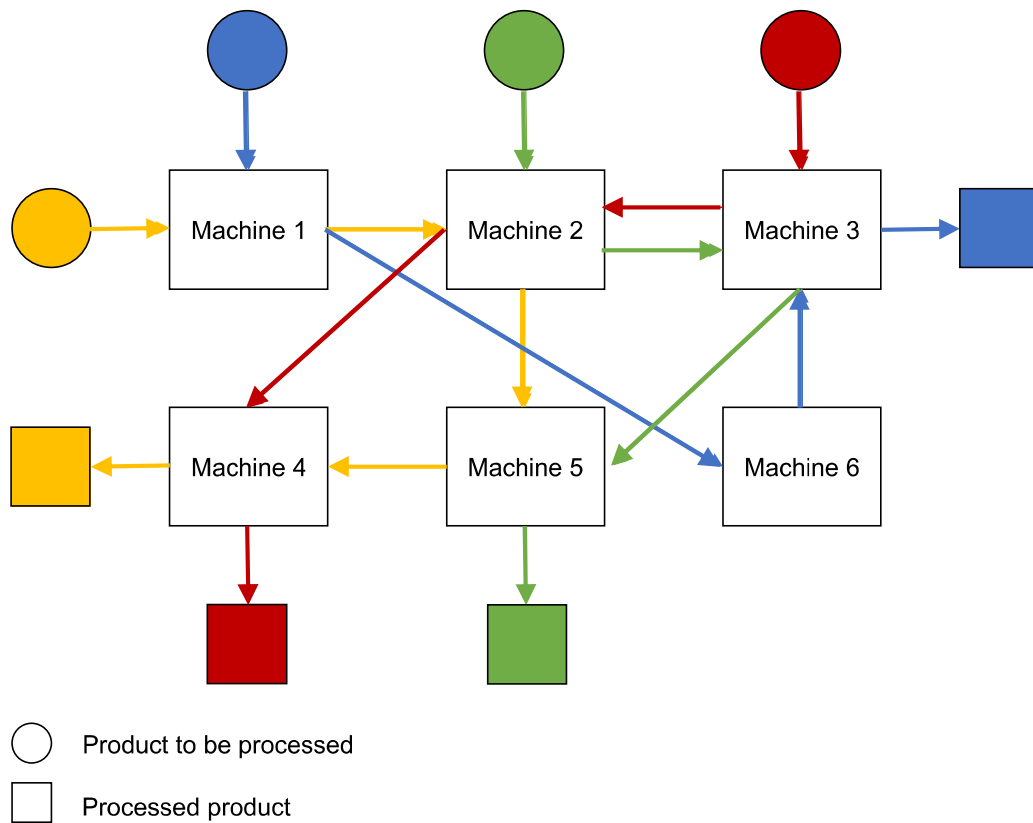 Machine 1
Machine 2
Machine 3
Machine 4
Machine 5
Machine 6
Product to be processed
Processed product